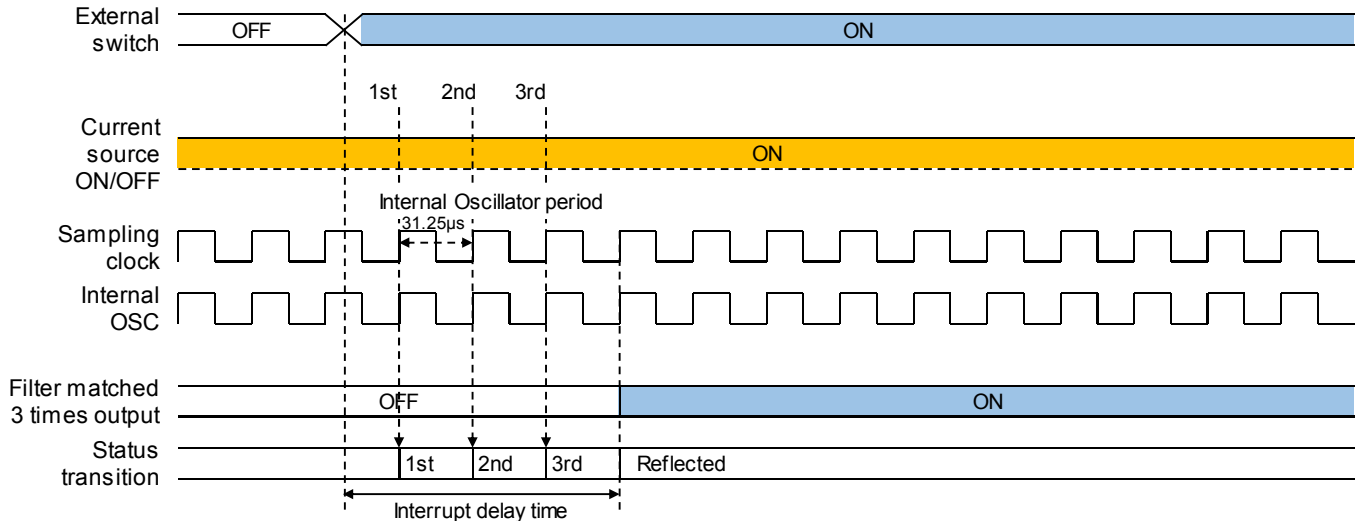 External
switch
OFF
ON
1st
2nd
3rd
Current
source
ON/OFF
ON
Internal Oscillator period
31.25µs
Sampling
clock
Internal
OSC
Filter matched
3 times output
OFF
ON
Status
transition
1st
2nd
3rd
Reflected
Interrupt delay time